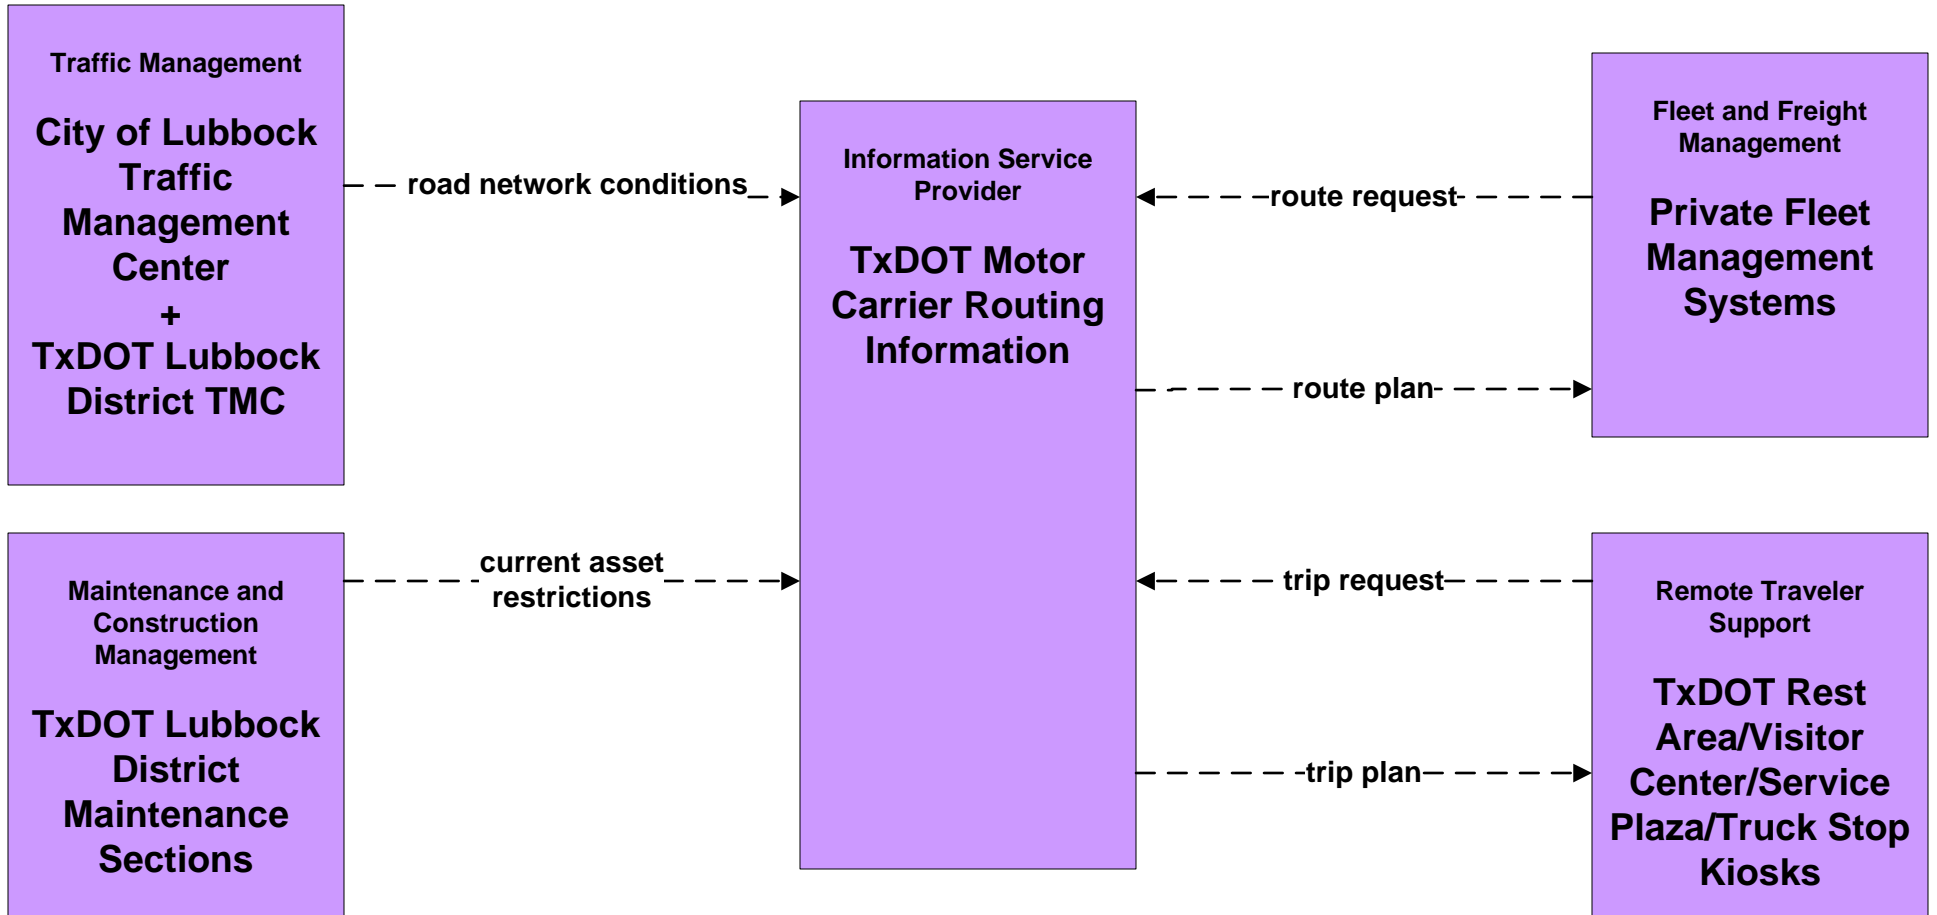 Traffic Management
City of Lubbock
Traffic
Management
Center
+
TxDOT Lubbock
District TMC
road network conditions
Information Service
Provider
TxDOT Motor
Carrier Routing
Information
route request
route plan
Fleet and Freight
Management
Private Fleet
Management
Systems
Maintenance and
Construction
Management
TxDOT Lubbock
District
Maintenance
Sections
current asset
restrictions
trip request
trip plan
Remote Traveler
Support
TxDOT Rest
Area/Visitor
Center/Service
Plaza/Truck Stop
Kiosks